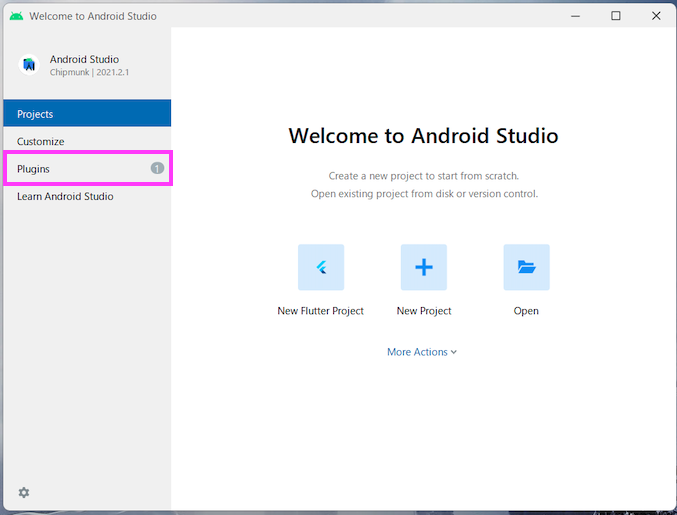 Welcome to Android Studio
Android Studio
Chipmunk | 2021.2.1
Projects
Customize
Plugins 1
Learn Android Studio
Welcome to Android Studio
Create a new project to start from scratch.
Open existing project from disk or version control.
New Flutter Project
New Project
Open
More Actions